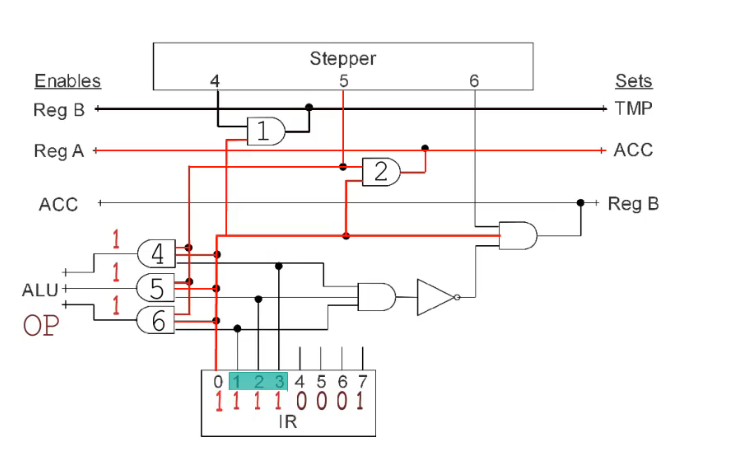 Stepper
Enables 4 5 6 Sets
Reg B TMP
1
Reg A ACC
2
ACC Reg B
1 4
1 5
ALU
1 6
OP
0 1 2 3 4 5 6 7
1 1 1 1 0 0 0 1
IR